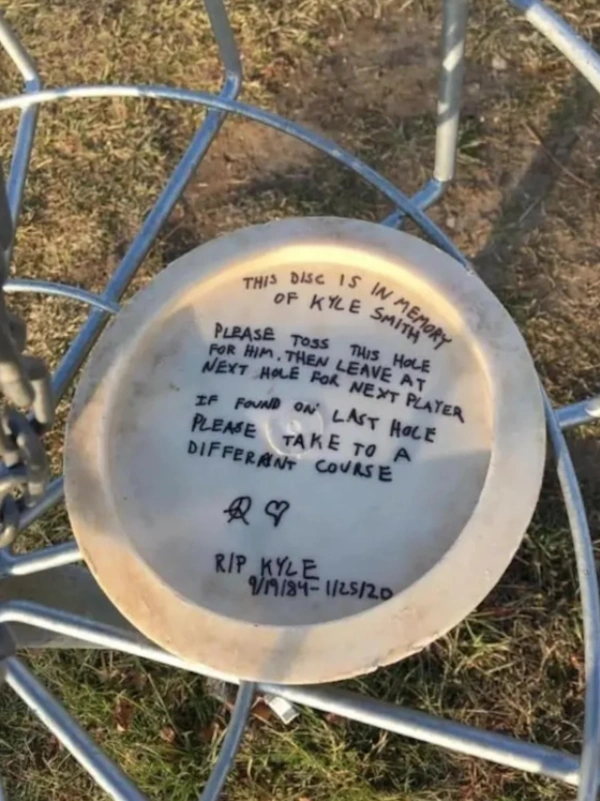 THIS DISC IS IN MEMORY
OF KYLE SMITH
PLEASE TOSS THIS HOLE
FOR HIM. THEN LEAVE AT
NEXT HOLE FOR NEXT PLAYER
IF FOUND ON LAST HOLE
PLEASE TAKE TO A
DIFFERANT COURSE
RIP KYLE
9/19/84-1/25/20